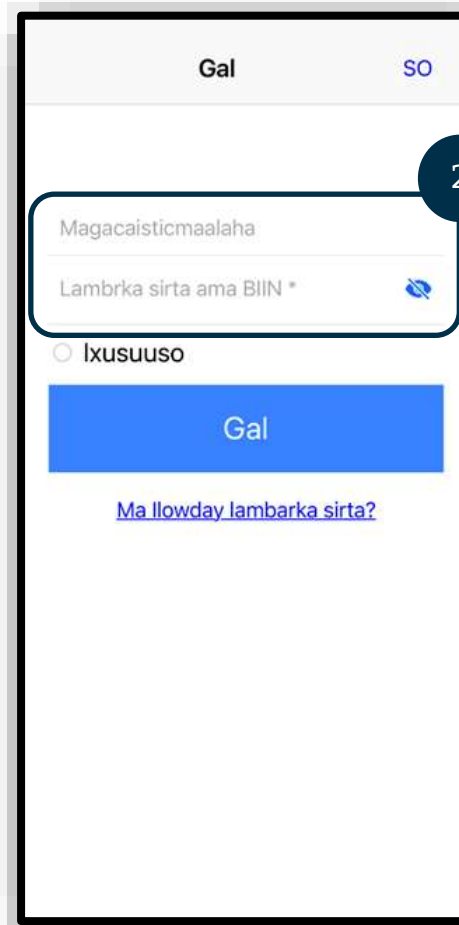 Gal
SO
2
Magacaisticmaalaha
Lambrka sirta ama BIIN *
Ixusuuso
Gal
Ma llowday lambarka sirta?